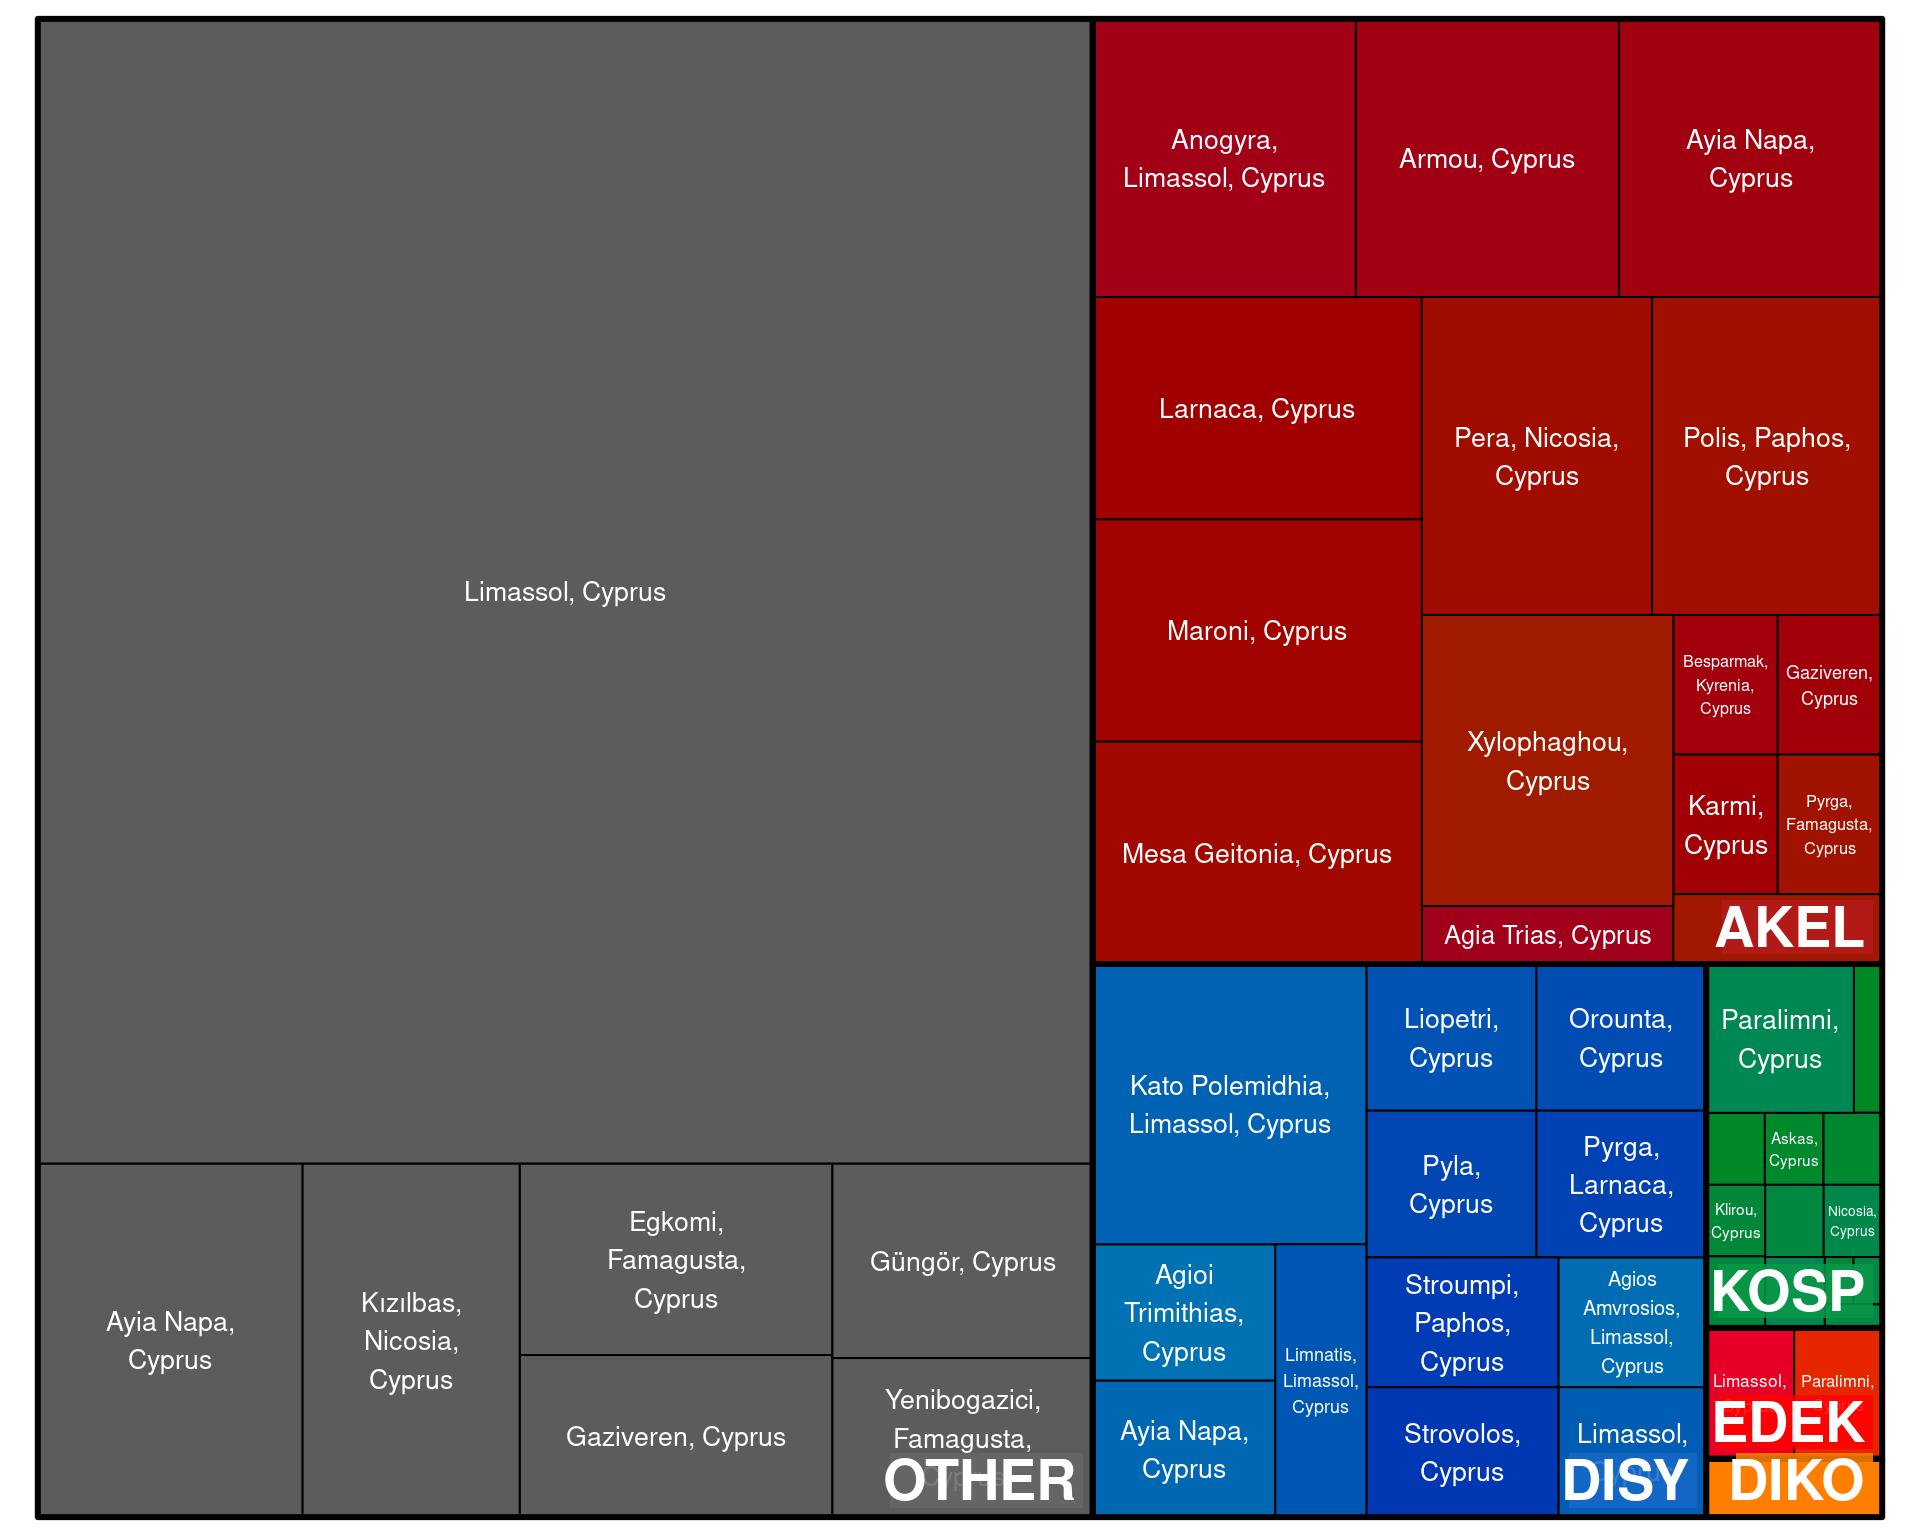 Limassol, Cyprus
Ayia Napa,
Cyprus
Kızılbas,
Nicosia,
Cyprus
Egkomi,
Famagusta,
Cyprus
Gaziveren, Cyprus
Güngör, Cyprus
Yenibogazici,
Famagusta,
Cyprus
OTHER
Anogyra,
Limassol, Cyprus
Armou, Cyprus
Ayia Napa,
Cyprus
Larnaca, Cyprus
Maroni, Cyprus
Mesa Geitonia, Cyprus
Pera, Nicosia,
Cyprus
Polis, Paphos,
Cyprus
Xylophaghou,
Cyprus
Agia Trias, Cyprus
Besparmak,
Kyrenia,
Cyprus
Gaziveren,
Cyprus
Karmi,
Cyprus
Pyrga,
Famagusta,
Cyprus
AKEL
Kato Polemidhia,
Limassol, Cyprus
Agioi
Trimithias,
Cyprus
Ayia Napa,
Cyprus
Limnatis,
Limassol,
Cyprus
Liopetri,
Cyprus
Orounta,
Cyprus
Pyla,
Cyprus
Pyrga,
Larnaca,
Cyprus
Stroumpi,
Paphos,
Cyprus
Agios
Amvrosios,
Limassol,
Cyprus
Strovolos,
Cyprus
Limassol,
DISY
Paralimni,
Cyprus
Askas,
Cyprus
Klirou,
Cyprus
Nicosia,
Cyprus
KOSP
Limassol,
Paralimni,
EDEK
DIKO